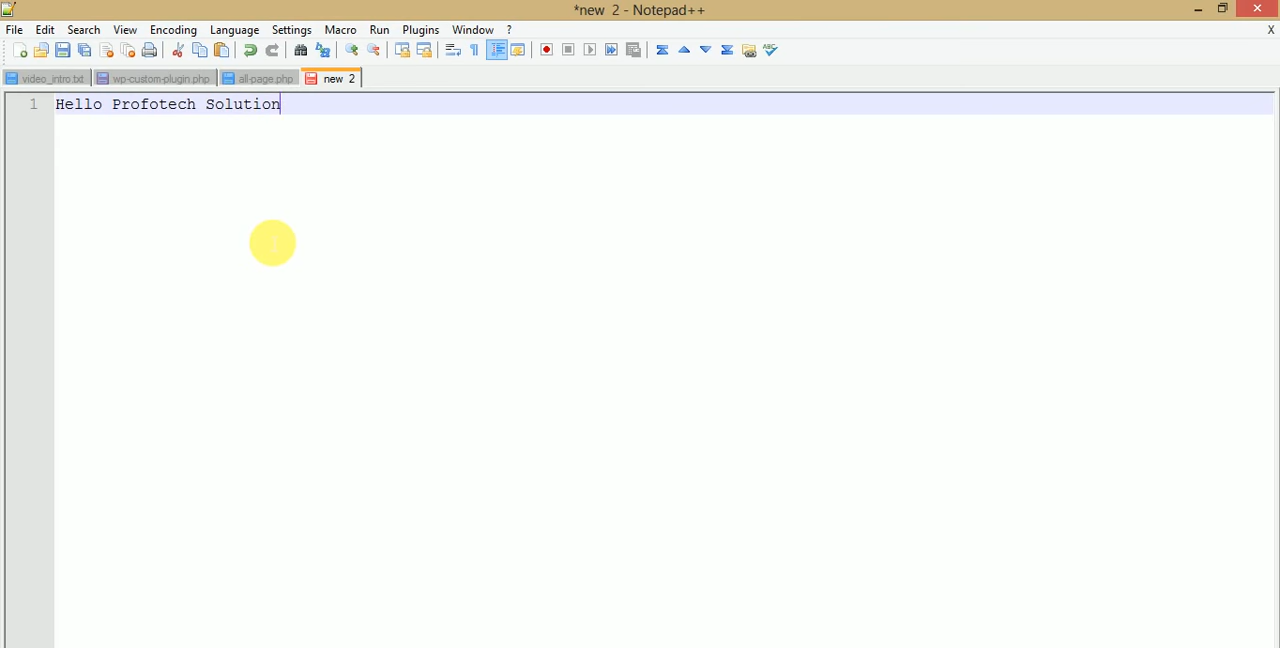 *new 2 - Notepad++
File Edit Search View Encoding Language Settings Macro Run Plugins Window ? X
video_intro.txt wp-custom-plugin.php all-page.php new 2
1 Hello Profotech Solution